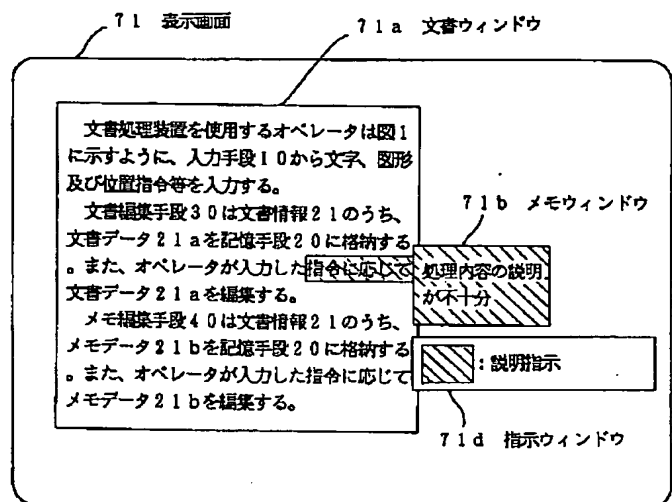 71 表示画面
71a 文書ウィンドウ
文書処理装置を使用するオペレータは図1
に示すように、入力手段10から文字、図形
及び位置指令等を入力する。
文書編集手段30は文書情報21のうち、
文書データ21aを記憶手段20に格納する
。また、オペレータが入力した指令に応じて
文書データ21aを編集する。
メモ編集手段40は文書情報21のうち、
メモデータ21bを記憶手段20に格納する
。また、オペレータが入力した指令に応じて
メモデータ21bを編集する。
71b メモウィンドウ
処理内容の説明
が不十分
:説明指示
71d 指示ウィンドウ